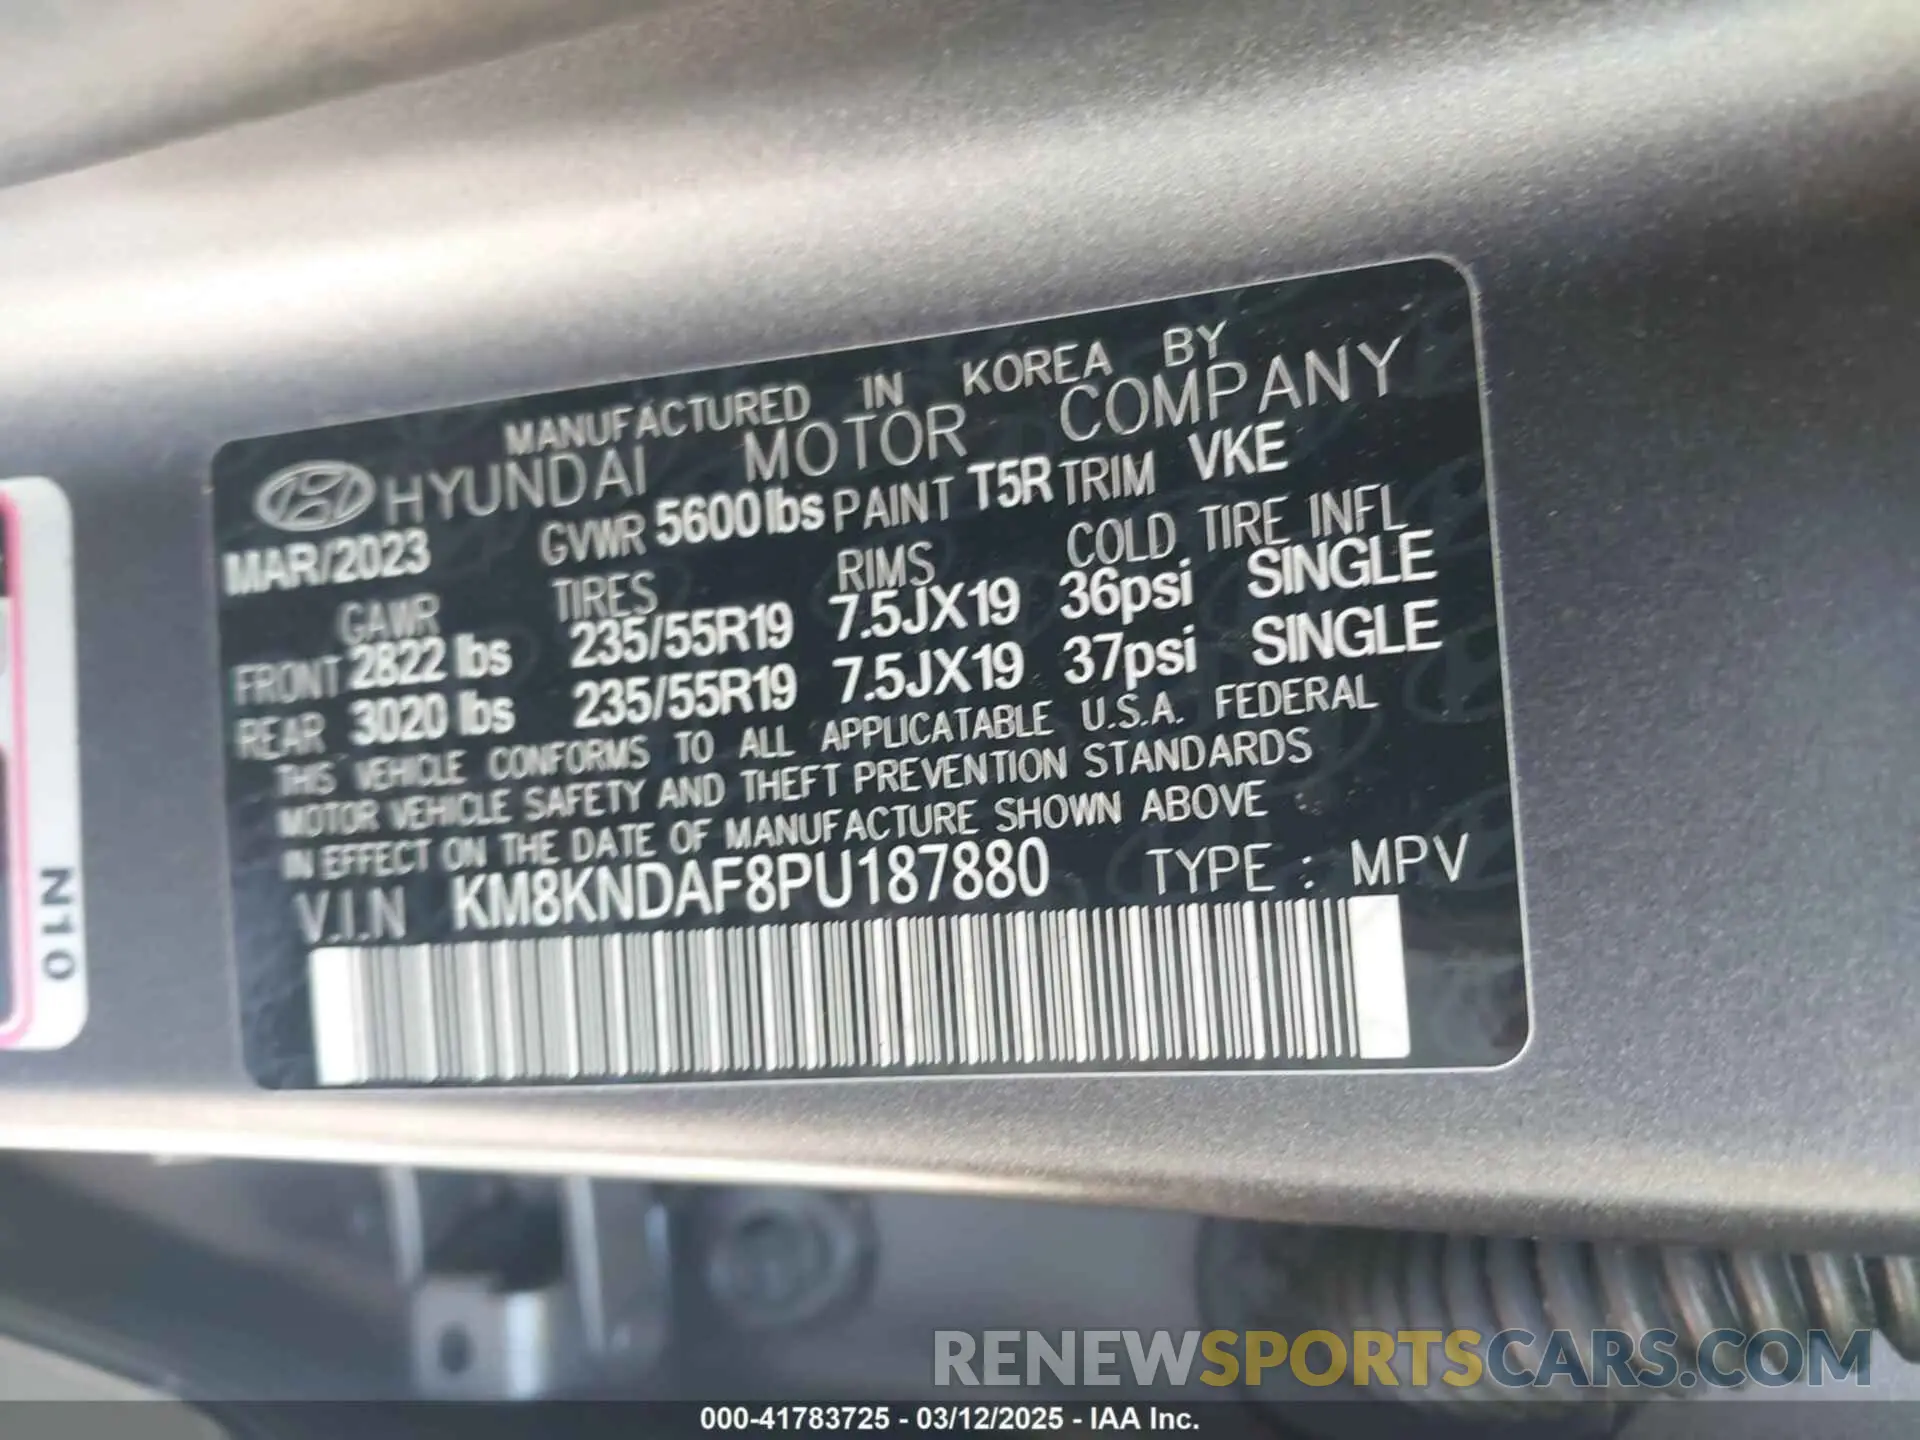 MANUFACTURED IN KOREA BY
HYUNDAI MOTOR COMPANY
MAR/2023 GVWR 5600lbs PAINT T5R TRIM VKE
GAWR TIRES RIMS COLD TIRE INFL
FRONT 2822 lbs 235/55R19 7.5JX19 36psi SINGLE
REAR 3020 lbs 235/55R19 7.5JX19 37psi SINGLE
THIS VEHICLE CONFORMS TO ALL APPLICATABLE U.S.A. FEDERAL
MOTOR VEHICLE SAFETY AND THEFT PREVENTION STANDARDS
IN EFFECT ON THE DATE OF MANUFACTURE SHOWN ABOVE
V.I.N KM8KNDAF8PU187880 TYPE : MPV
N10
RENEWSPORTSCARS.COM
000-41783725 - 03/12/2025 - IAA Inc.